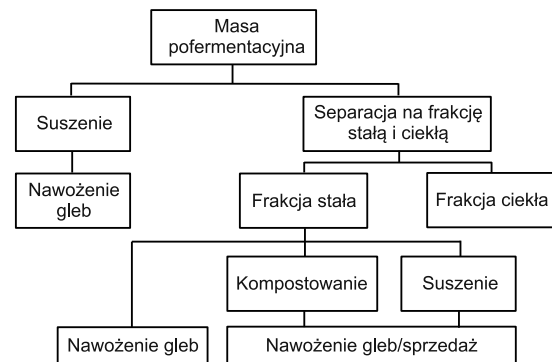 Masa
pofermentacyjna
Suszenie
Separacja na frakcję
stałą i ciekłą
Nawożenie
gleb
Frakcja stała
Frakcja ciekła
Kompostowanie
Suszenie
Nawożenie gleb
Nawożenie gleb/sprzedaż